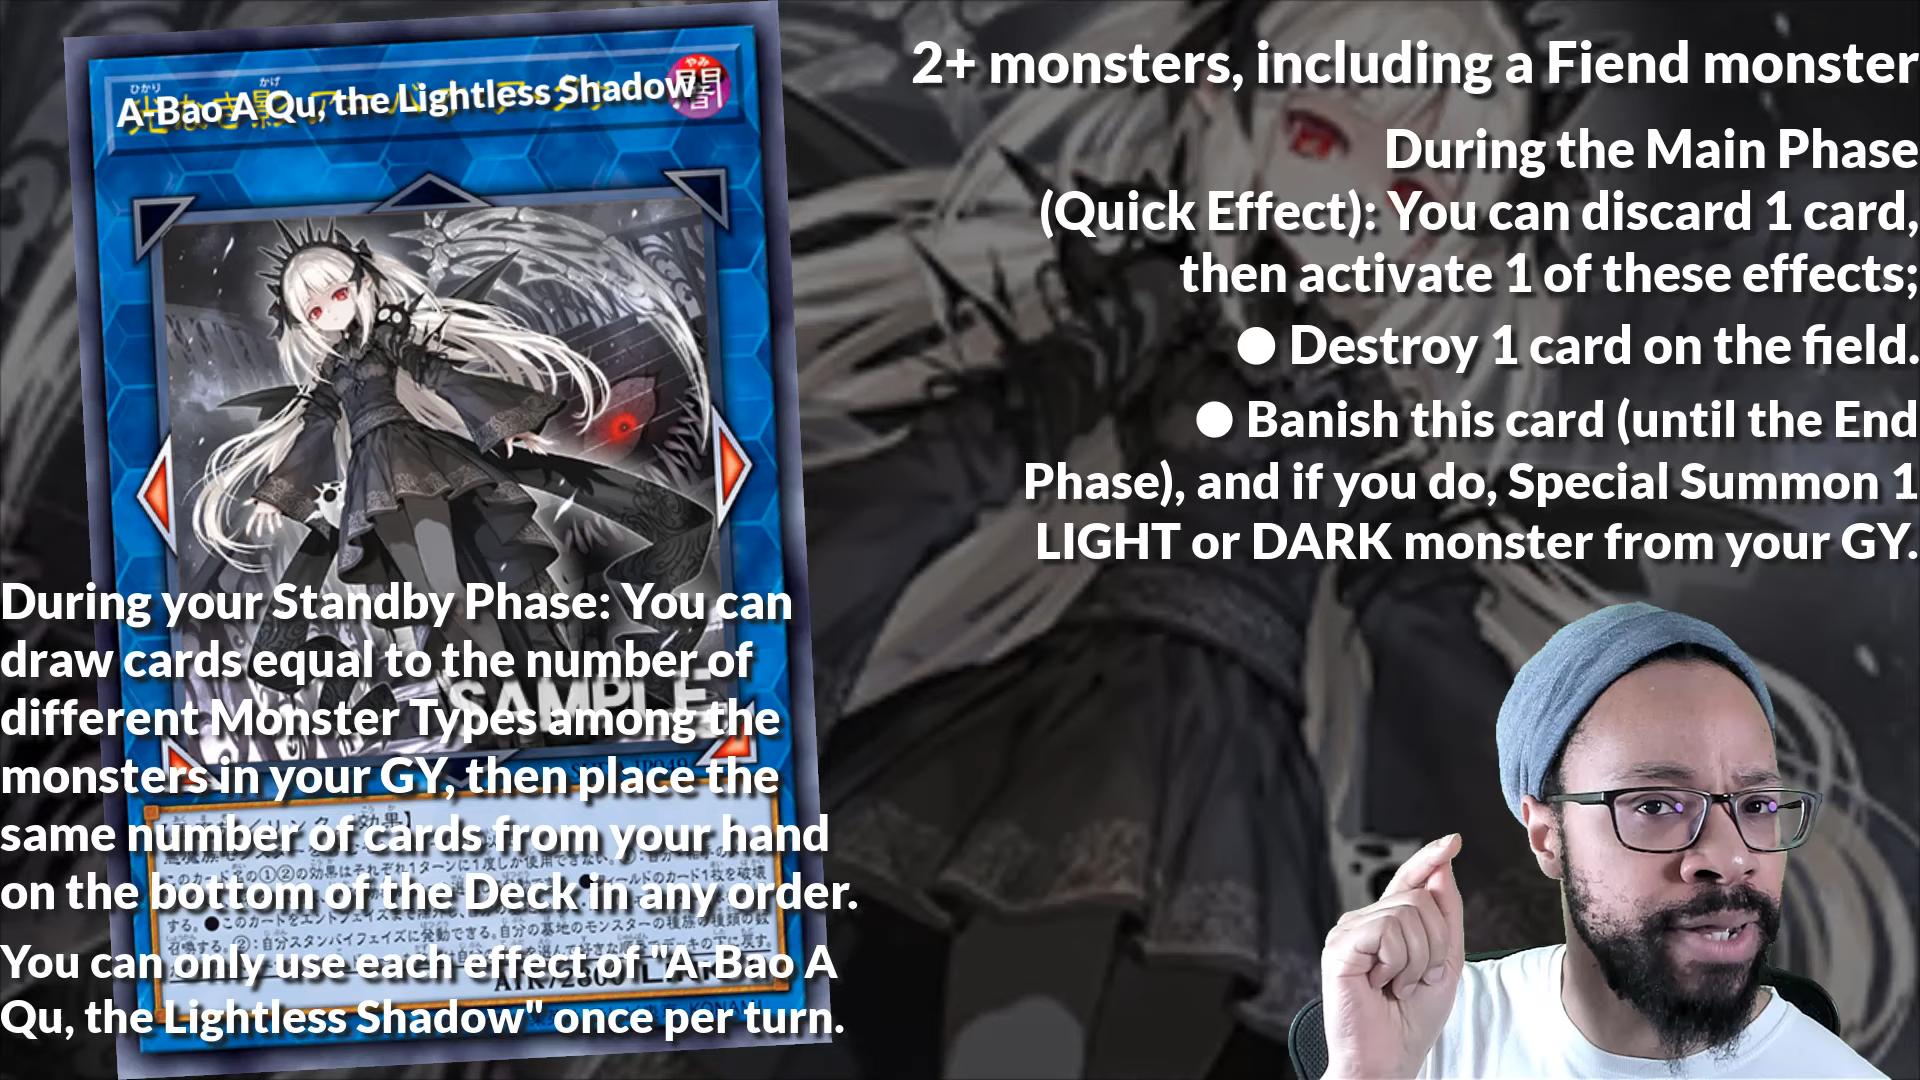 A-Bao A Qu, the Lightless Shadow
闇
2+ monsters, including a Fiend monster
During the Main Phase
(Quick Effect): You can discard 1 card,
then activate 1 of these effects;
● Destroy 1 card on the field.
● Banish this card (until the End
Phase), and if you do, Special Summon 1
LIGHT or DARK monster from your GY.
SAMPLE
During your Standby Phase: You can
draw cards equal to the number of
different Monster Types among the
monsters in your GY, then place the
same number of cards from your hand
on the bottom of the Deck in any order.
You can only use each effect of "A-Bao A
Qu, the Lightless Shadow" once per turn.